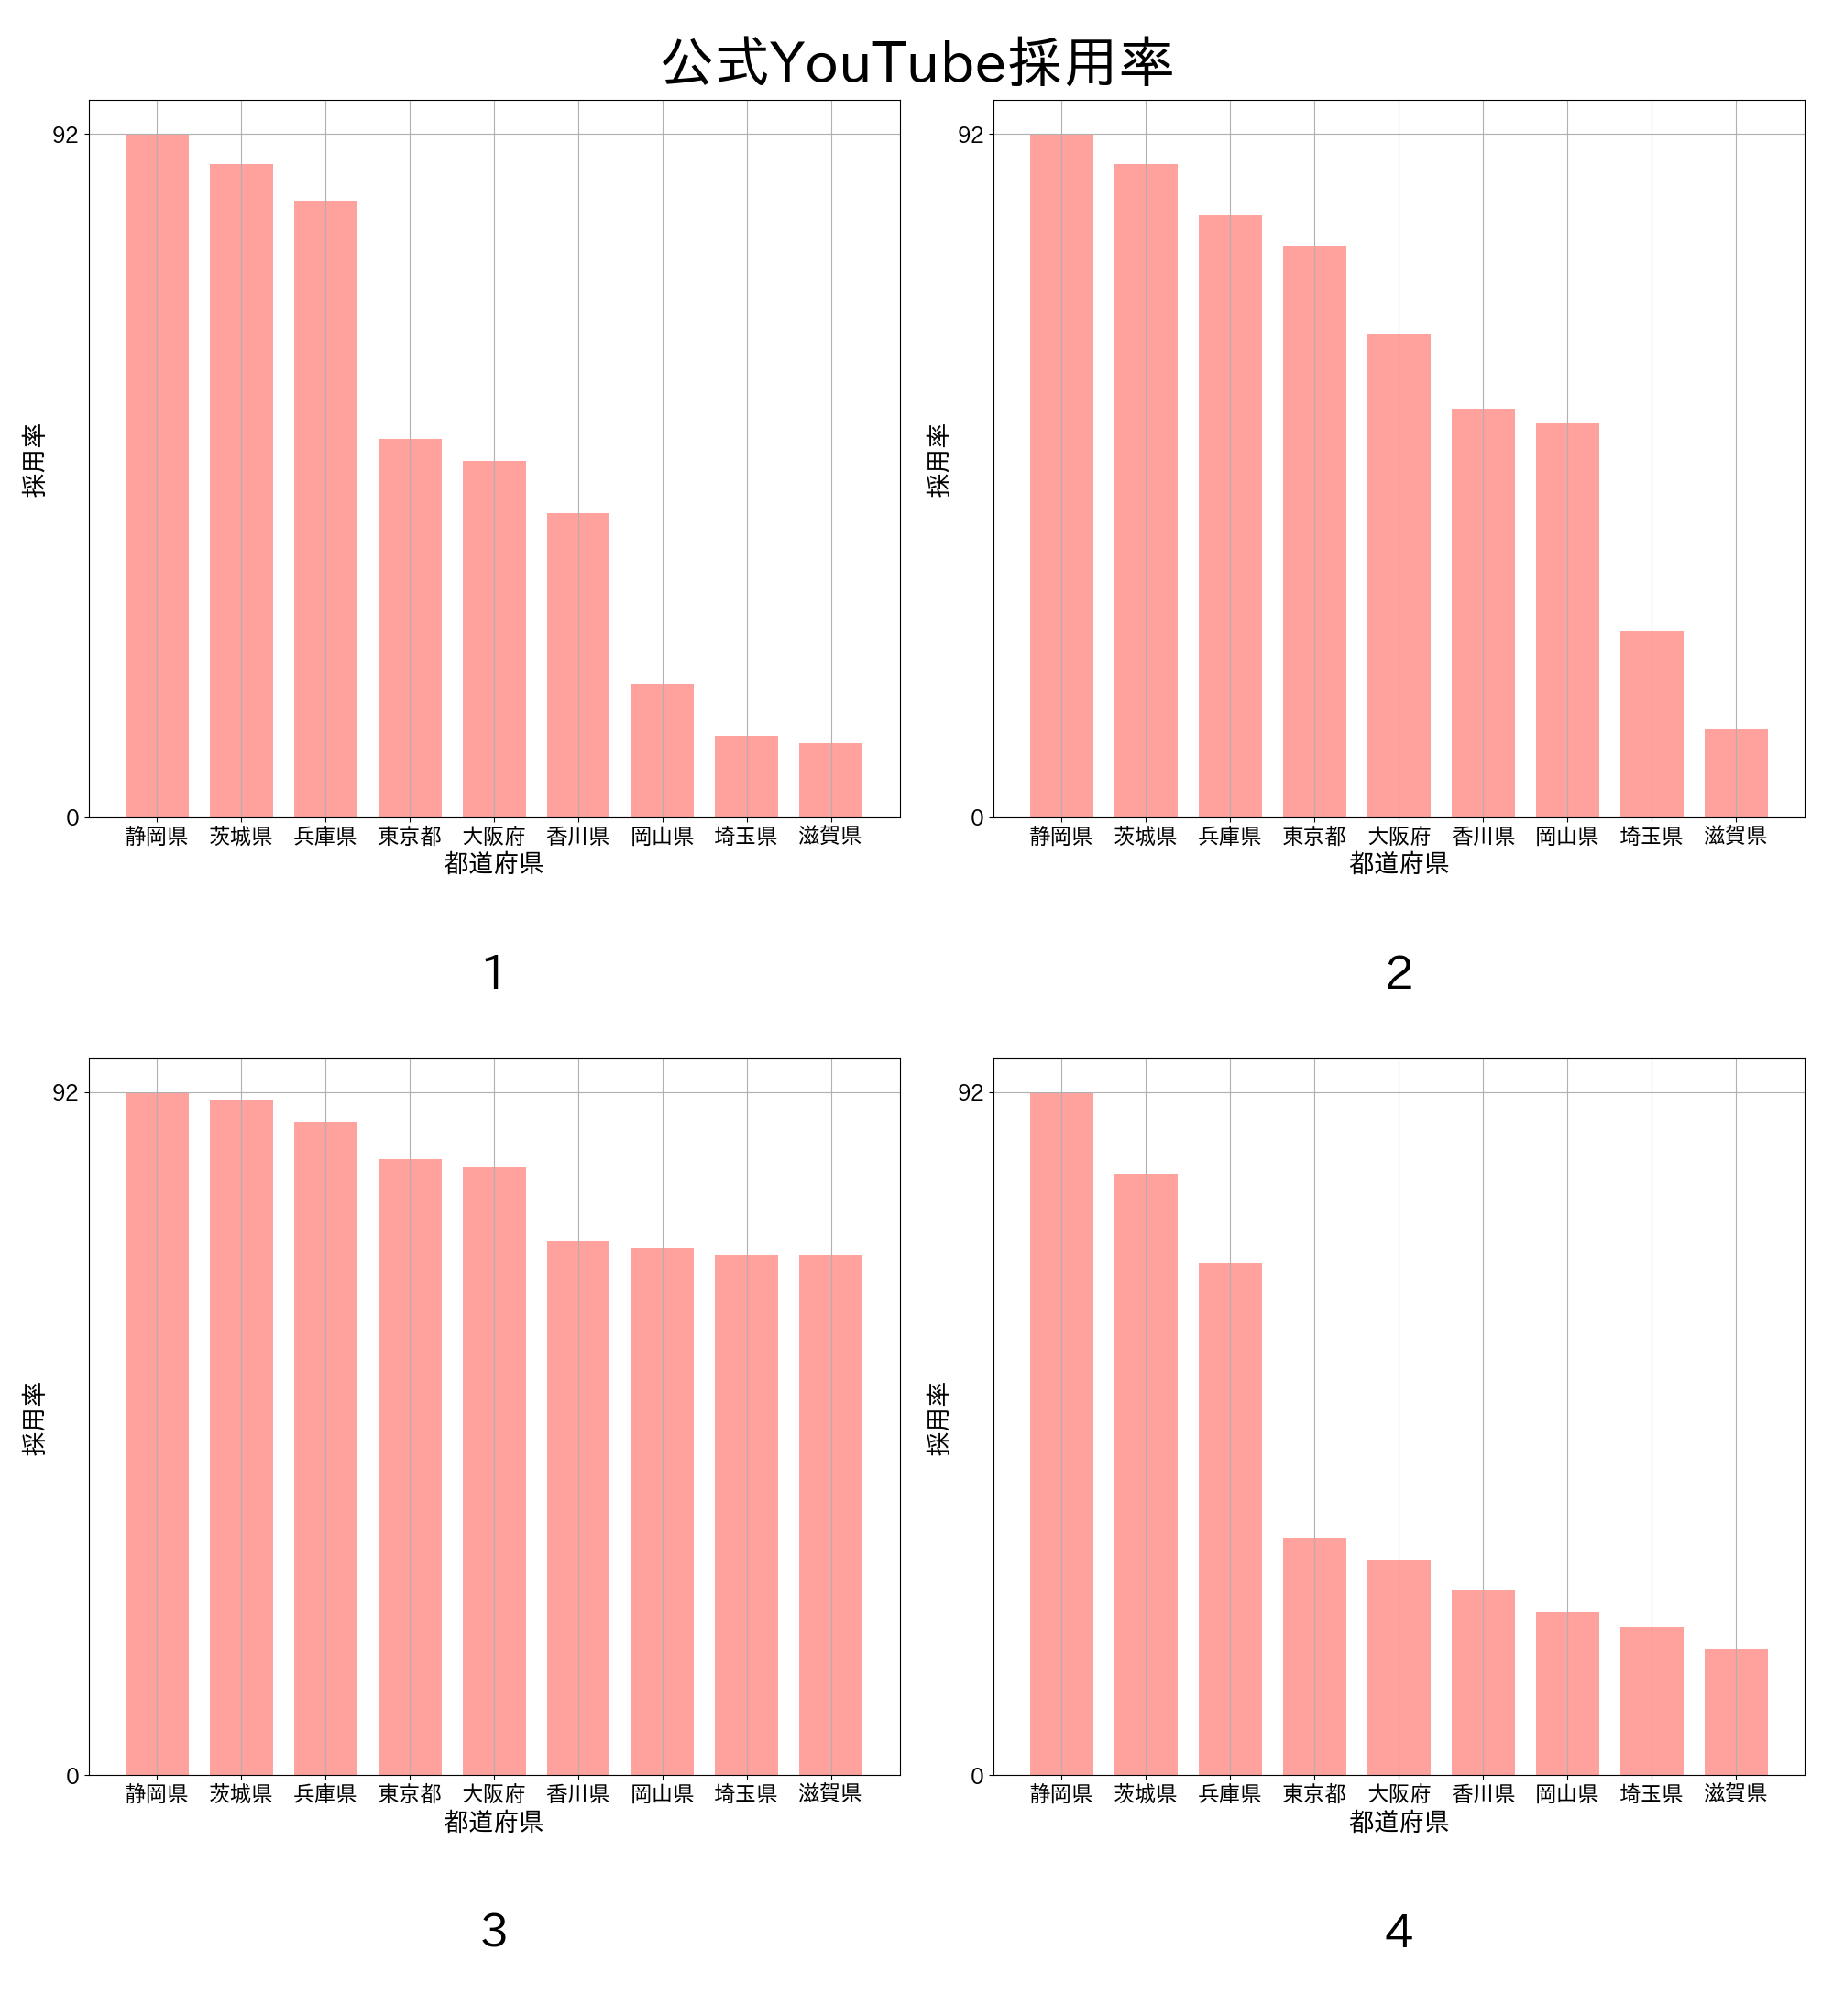 公式YouTube採用率
92
採用率
0
静岡県 茨城県 兵庫県 東京都 大阪府 香川県 岡山県 埼玉県 滋賀県
都道府県
1
92
採用率
0
静岡県 茨城県 兵庫県 東京都 大阪府 香川県 岡山県 埼玉県 滋賀県
都道府県
2
92
採用率
0
静岡県 茨城県 兵庫県 東京都 大阪府 香川県 岡山県 埼玉県 滋賀県
都道府県
3
92
採用率
0
静岡県 茨城県 兵庫県 東京都 大阪府 香川県 岡山県 埼玉県 滋賀県
都道府県
4